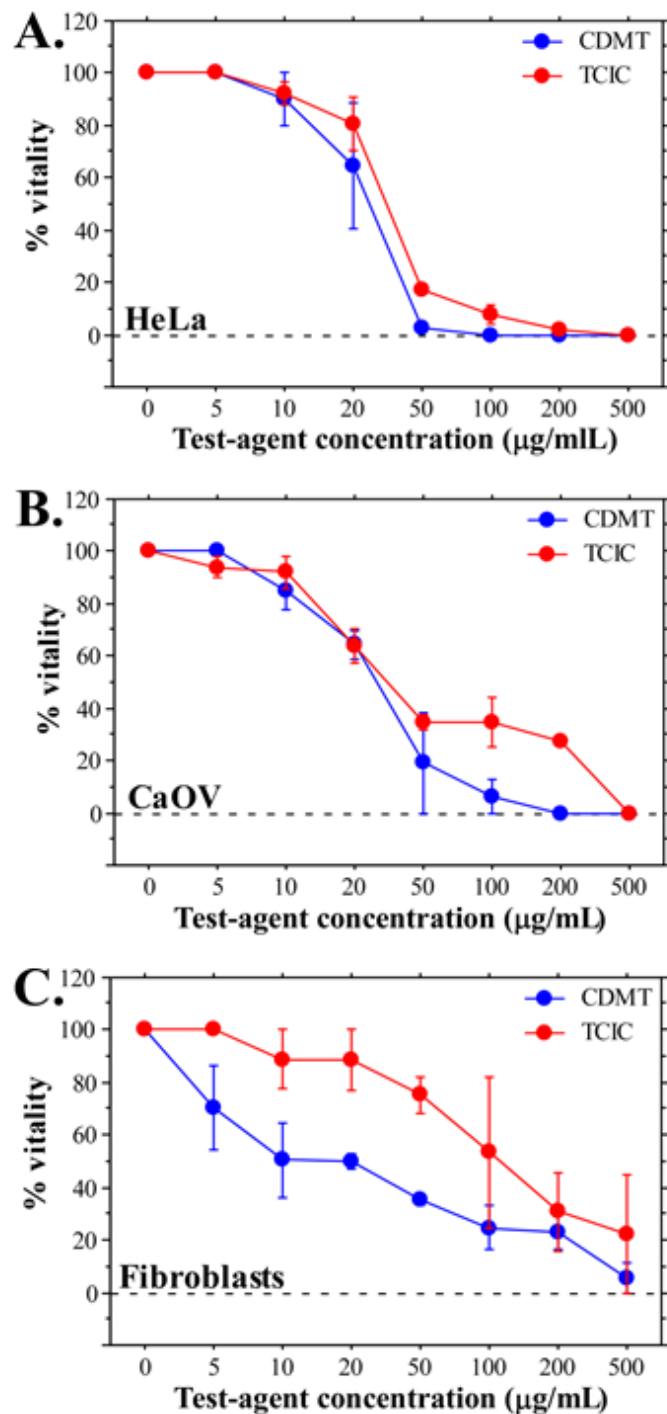 A.
120
100
80
60
40
20
0
% vitality
CDMT
TCIC
HeLa
0 5 10 20 50 100 200 500
Test-agent concentration (μg/mlL)
B.
120
100
80
60
40
20
0
% vitality
CDMT
TCIC
CaOV
0 5 10 20 50 100 200 500
Test-agent concentration (μg/mL)
C.
120
100
80
60
40
20
0
% vitality
CDMT
TCIC
Fibroblasts
0 5 10 20 50 100 200 500
Test-agent concentration (μg/mL)